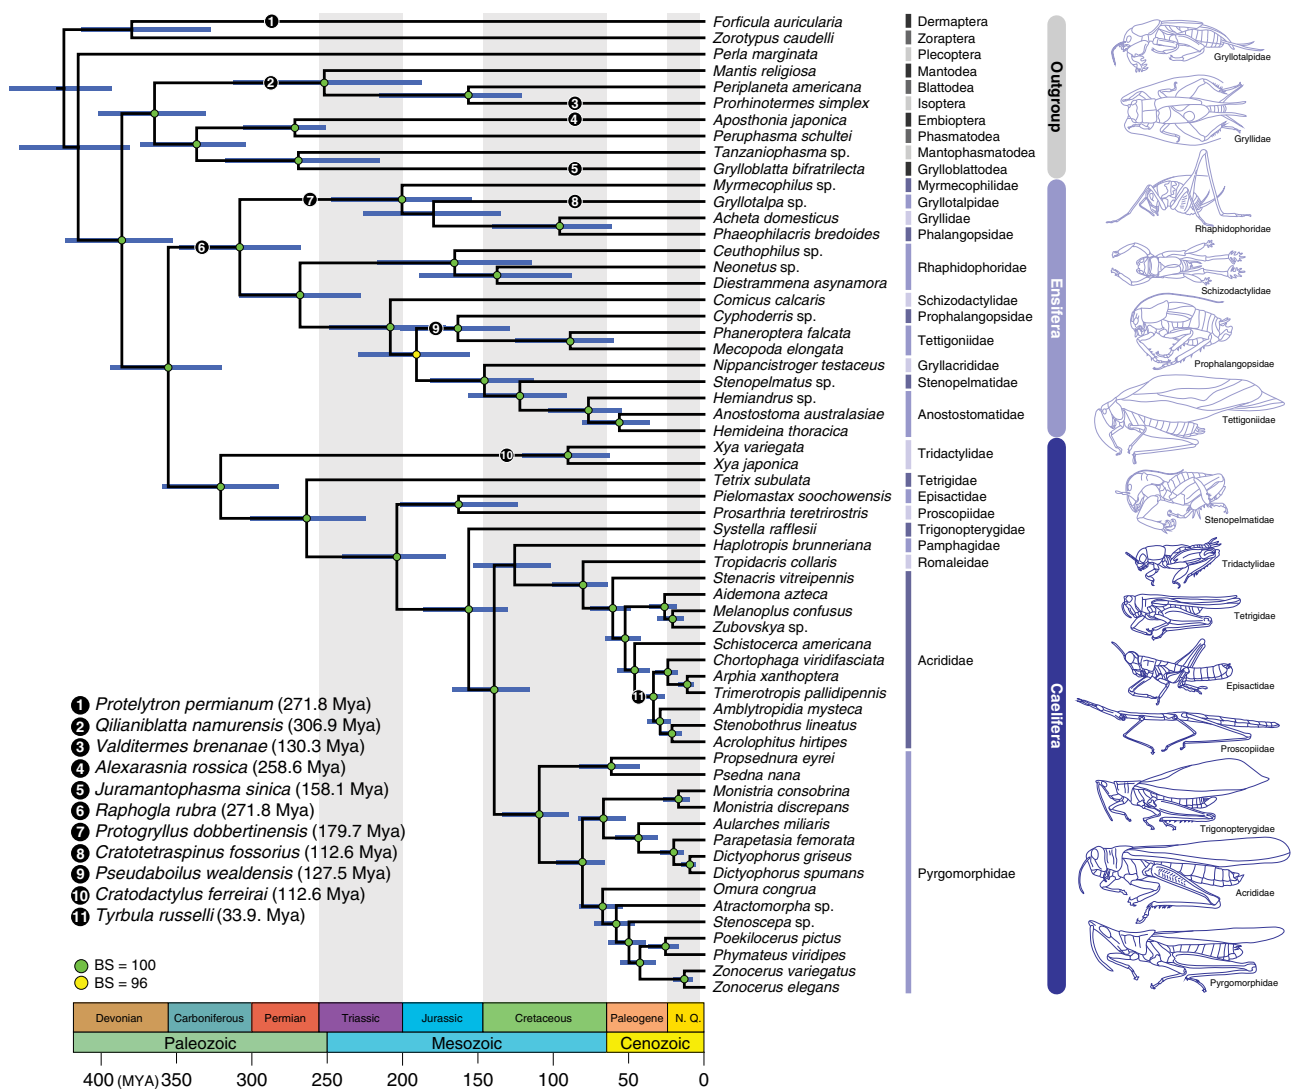 Forficula auricularia
Zorotypus caudelli
Perla marginata
Mantis religiosa
Periplaneta americana
Prorhinotermes simplex
Aposthonia japonica
Peruphasma schultei
Tanzaniophasma sp.
Grylloblatta bifratrilecta
Myrmecophilus sp.
Gryllotalpa sp.
Acheta domesticus
Phaeophilacris bredoides
Ceuthophilus sp.
Neonetus sp.
Diestrammena asynamora
Comicus calcaris
Cyphoderris sp.
Phaneroptera falcata
Mecopoda elongata
Nippancistroger testaceus
Stenopelmatus sp.
Hemiandrus sp.
Anostostoma australasiae
Hemideina thoracica
Xya variegata
Xya japonica
Tetrix subulata
Pielomastax soochowensis
Prosarthria teretrirostris
Systella rafflesii
Haplotropis brunneriana
Tropidacris collaris
Stenacris vitreipennis
Aidemona azteca
Melanoplus confusus
Zubovskya sp.
Schistocerca americana
Chortophaga viridifasciata
Arphia xanthoptera
Trimerotropis pallidipennis
Amblytropidia mysteca
Stenobothrus lineatus
Acrolophitus hirtipes
Propsednura eyrei
Psedna nana
Monistria consobrina
Monistria discrepans
Aularches miliaris
Parapetasia femorata
Dictyophorus griseus
Dictyophorus spumans
Omura congrua
Atractomorpha sp.
Stenoscepa sp.
Poekilocerus pictus
Phymateus viridipes
Zonocerus variegatus
Zonocerus elegans
Dermaptera
Zoraptera
Plecoptera
Mantodea
Blattodea
Isoptera
Embioptera
Phasmatodea
Mantophasmatodea
Grylloblattodea
Myrmecophilidae
Gryllotalpidae
Gryllidae
Phalangopsidae
Rhaphidophoridae
Schizodactylidae
Prophalangopsidae
Tettigoniidae
Gryllacrididae
Stenopelmatidae
Anostostomatidae
Tridactylidae
Tetrigidae
Episactidae
Proscopiidae
Trigonopterygidae
Pamphagidae
Romaleidae
Acrididae
Pyrgomorphidae
Outgroup
Ensifera
Caelifera
Gryllotalpidae
Gryllidae
Rhaphidophoridae
Schizodactylidae
Prophalangopsidae
Tettigoniidae
Stenopelmatidae
Tridactylidae
Tetrigidae
Episactidae
Proscopiidae
Trigonopterygidae
Acrididae
Pyrgomorphidae
1
2
3
4
5
7
8
6
9
10
11
1 Protelytron permianum (271.8 Mya)
2 Qilianiblatta namurensis (306.9 Mya)
3 Valditermes brenanae (130.3 Mya)
4 Alexarasnia rossica (258.6 Mya)
5 Juramantophasma sinica (158.1 Mya)
6 Raphogla rubra (271.8 Mya)
7 Protogryllus dobbertinensis (179.7 Mya)
8 Cratotetraspinus fossorius (112.6 Mya)
9 Pseudaboilus wealdensis (127.5 Mya)
10 Cratodactylus ferreirai (112.6 Mya)
11 Tyrbula russelli (33.9. Mya)
BS = 100
BS = 96
Devonian Carboniferous Permian Triassic Jurassic Cretaceous Paleogene N. Q.
Paleozoic Mesozoic Cenozoic
400 (MYA) 350 300 250 200 150 100 50 0